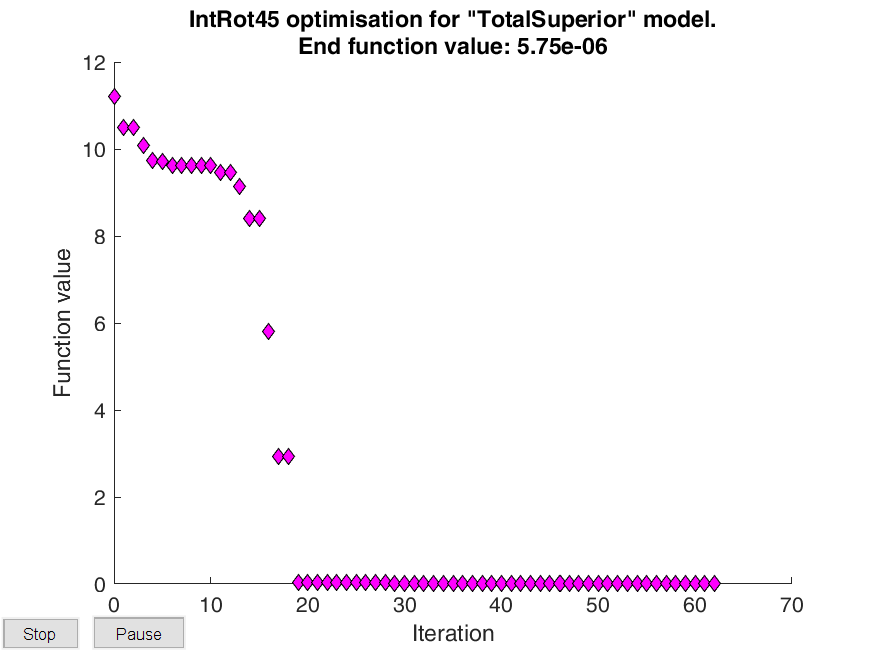 IntRot45 optimisation for "TotalSuperior" model.
End function value: 5.75e-06
12
10
8
6
4
2
0
Function value
0 10 20 30 40 50 60 70
Iteration
Stop
Pause